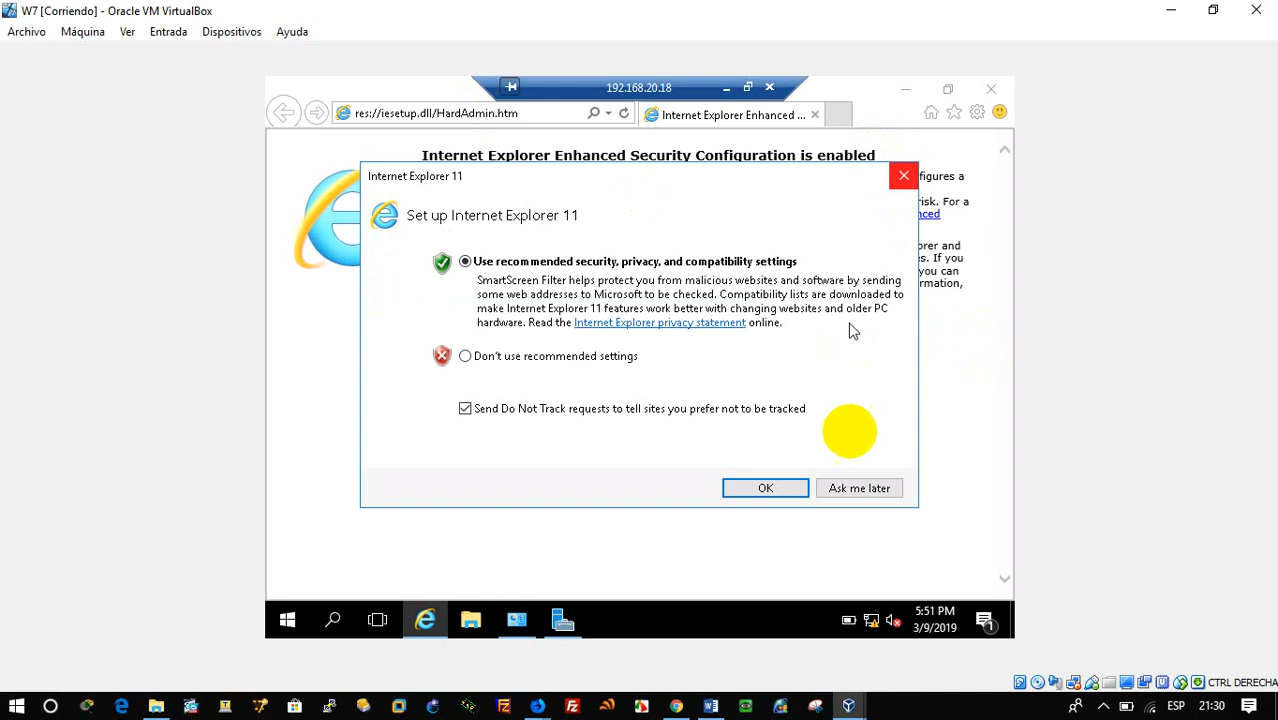 W7 [Corriendo] - Oracle VM VirtualBox
Archivo Máquina Ver Entrada Dispositivos Ayuda
192.168.20.18
res://iesetup.dll/HardAdmin.htm
Internet Explorer Enhanced ...
Internet Explorer Enhanced Security Configuration is enabled
Internet Explorer 11
figures a
risk. For a
nced
Set up Internet Explorer 11
orer and
es. If you
you can
rmation,
Use recommended security, privacy, and compatibility settings
SmartScreen Filter helps protect you from malicious websites and software by sending
some web addresses to Microsoft to be checked. Compatibility lists are downloaded to
make Internet Explorer 11 features work better with changing websites and older PC
hardware. Read the Internet Explorer privacy statement online.
Don't use recommended settings
Send Do Not Track requests to tell sites you prefer not to be tracked
OK Ask me later
5:51 PM
3/9/2019
1
CTRL DERECHA
ESP 21:30